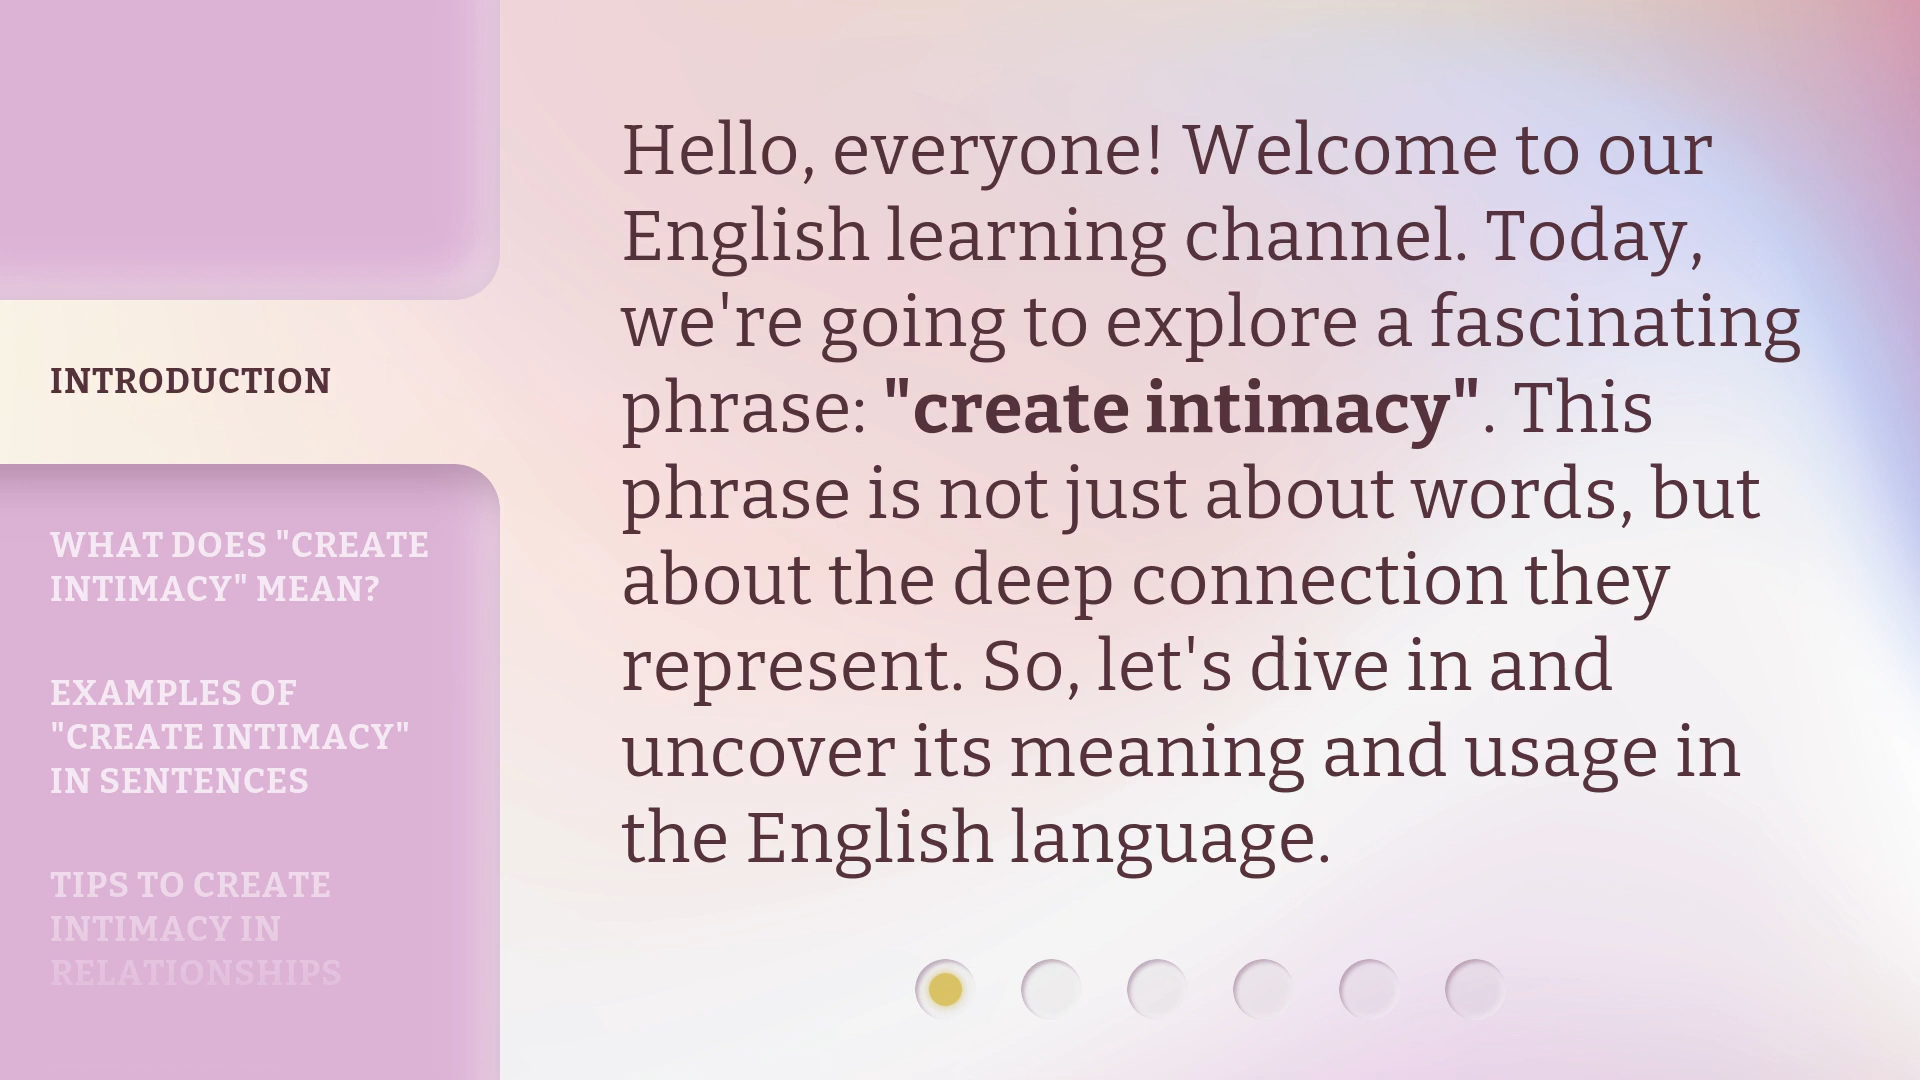 INTRODUCTION
WHAT DOES "CREATE
INTIMACY" MEAN?
EXAMPLES OF
"CREATE INTIMACY"
IN SENTENCES
TIPS TO CREATE
INTIMACY IN
RELATIONSHIPS
Hello, everyone! Welcome to our
English learning channel. Today,
we're going to explore a fascinating
phrase: "create intimacy". This
phrase is not just about words, but
about the deep connection they
represent. So, let's dive in and
uncover its meaning and usage in
the English language.